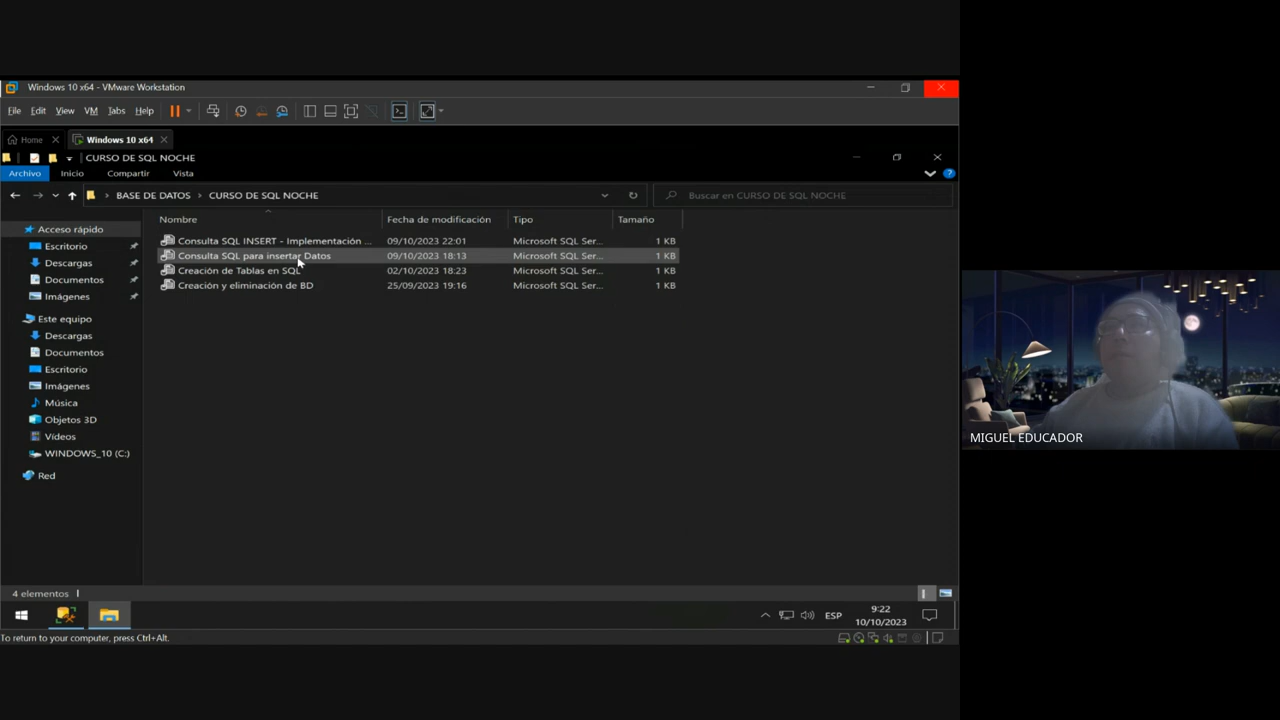 Windows 10 x64 - VMware Workstation
File Edit View VM Tabs Help
Home Windows 10 x64
CURSO DE SQL NOCHE
Archivo Inicio Compartir Vista
BASE DE DATOS > CURSO DE SQL NOCHE Buscar en CURSO DE SQL NOCHE
Nombre Fecha de modificación Tipo Tamaño
Consulta SQL INSERT - Implementación ... 09/10/2023 22:01 Microsoft SQL Ser... 1 KB
Consulta SQL para insertar Datos 09/10/2023 18:13 Microsoft SQL Ser... 1 KB
Creación de Tablas en SQL 02/10/2023 18:23 Microsoft SQL Ser... 1 KB
Creación y eliminación de BD 25/09/2023 19:16 Microsoft SQL Ser... 1 KB
Acceso rápido
Escritorio
Descargas
Documentos
Imágenes
Este equipo
Descargas
Documentos
Escritorio
Imágenes
Música
Objetos 3D
Vídeos
WINDOWS_10 (C:)
Red
4 elementos
ESP
9:22
10/10/2023
To return to your computer, press Ctrl+Alt.
MIGUEL EDUCADOR